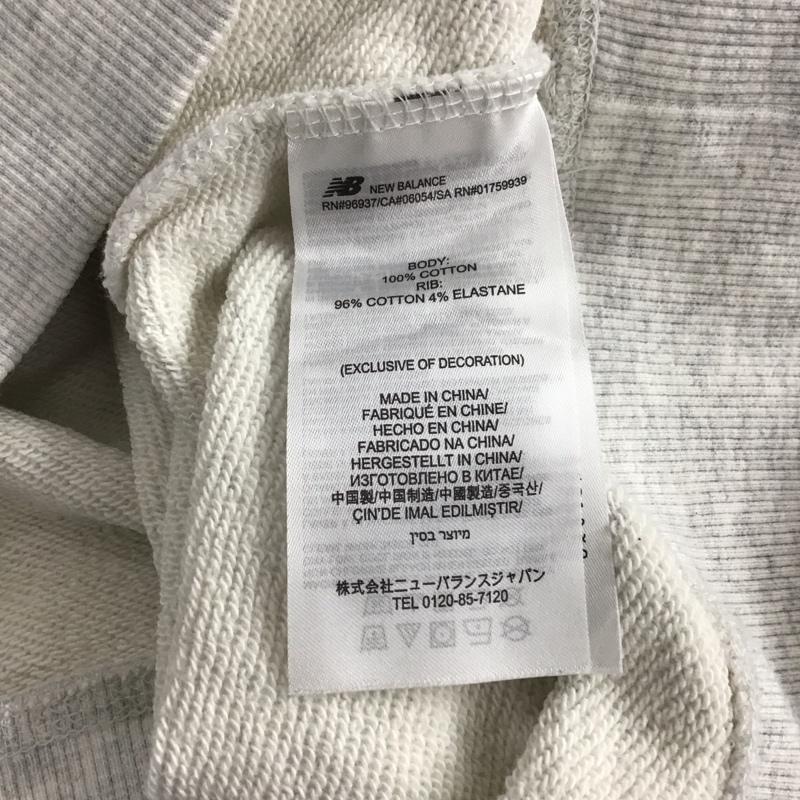 NB NEW BALANCE
RN#96937/CA#06054/SA RN#01759939
BODY:
100% COTTON
RIB:
96% COTTON 4% ELASTANE
(EXCLUSIVE OF DECORATION)
MADE IN CHINA/
FABRIQUÉ EN CHINE/
HECHO EN CHINA/
FABRICADO NA CHINA/
HERGESTELLT IN CHINA/
ИЗГОТОВЛЕНО В КИТАЕ/
中国製/中国制造/中國製造/중국산/
ÇIN'DE IMAL EDILMIŞTIR/
מיוצר בסין
株式会社ニューバランスジャパン
TEL 0120-85-7120